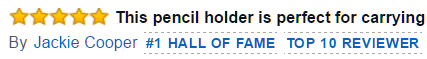 This pencil holder is perfect for carrying
By Jackie Cooper #1 HALL OF FAME TOP 10 REVIEWER